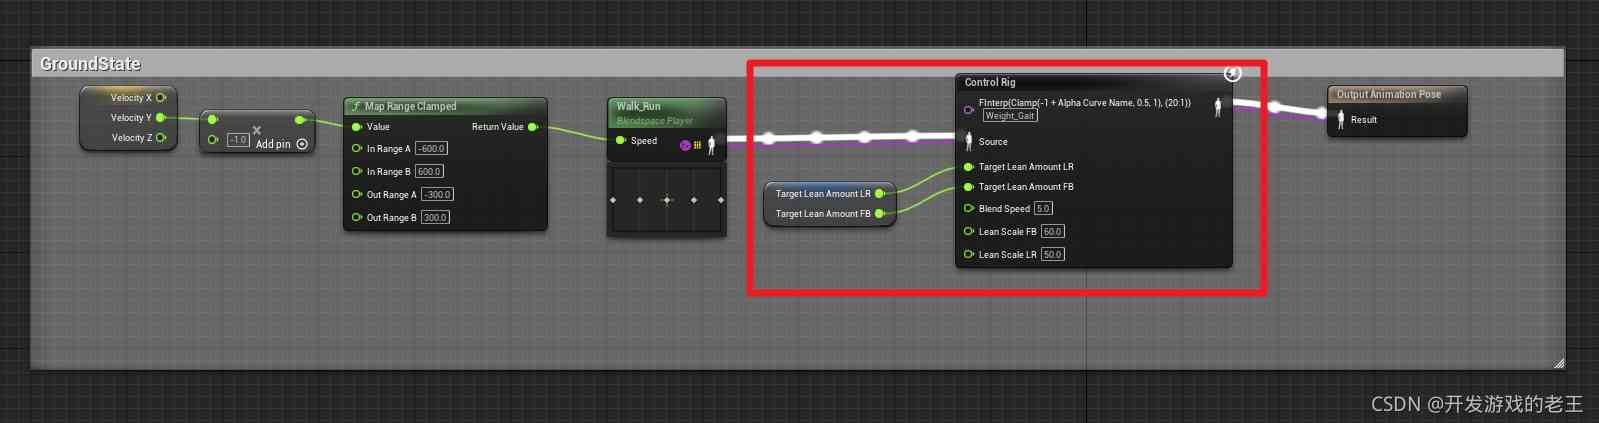 GroundState
Velocity X
Velocity Y
Velocity Z
-1.0
Add pin
Map Range Clamped
Value
Return Value
In Range A -600.0
In Range B 600.0
Out Range A -300.0
Out Range B 300.0
Walk_Run
Blendspace Player
Speed
Target Lean Amount LR
Target Lean Amount FB
Control Rig
FInterp(Clamp(-1 + Alpha Curve Name, 0.5, 1), (20:1))
Weight_Gait
Source
Target Lean Amount LR
Target Lean Amount FB
Blend Speed 5.0
Lean Scale FB 60.0
Lean Scale LR 50.0
Output Animation Pose
Result
CSDN @开发游戏的老王